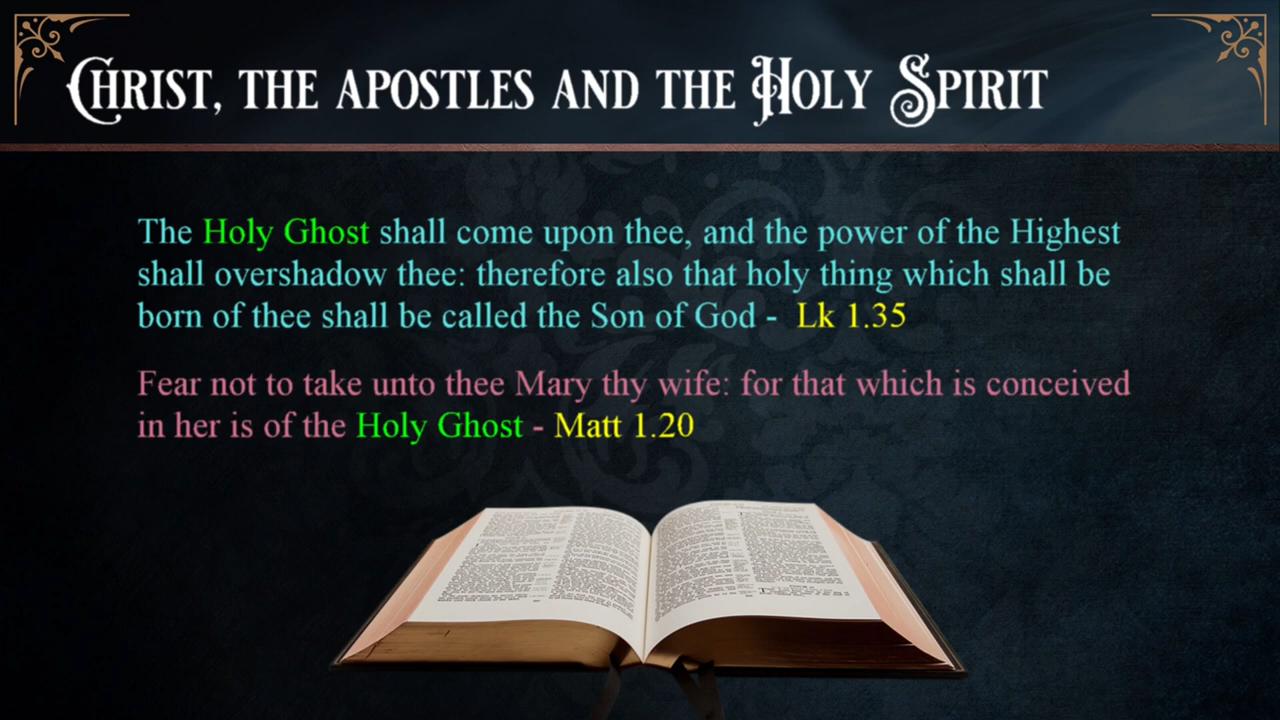 Christ, the apostles and the Holy Spirit
The Holy Ghost shall come upon thee, and the power of the Highest
shall overshadow thee: therefore also that holy thing which shall be
born of thee shall be called the Son of God - Lk 1.35
Fear not to take unto thee Mary thy wife: for that which is conceived
in her is of the Holy Ghost - Matt 1.20